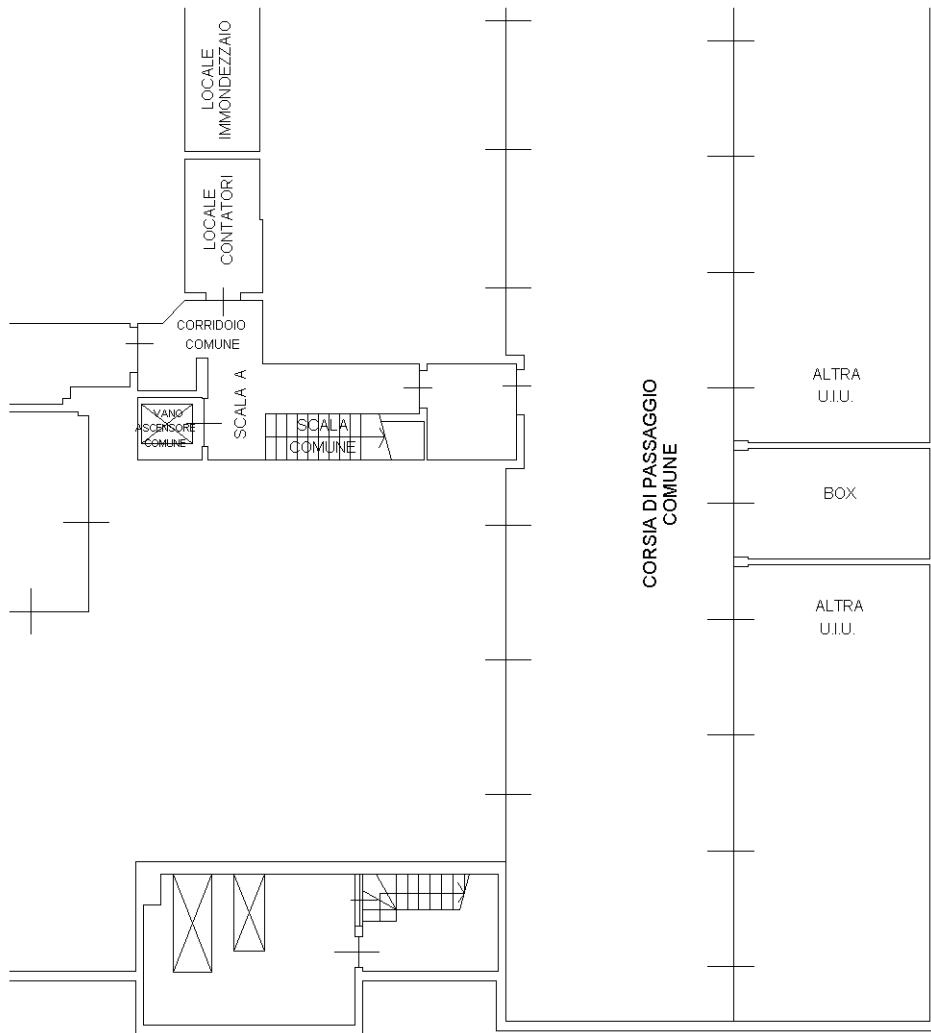 LOCALE
IMMONDEZZAIO
LOCALE
CONTATORI
CORRIDOIO
COMUNE
SCALA A
VANO
ASCENSORE
COMUNE
SCALA
COMUNE
CORSIA DI PASSAGGIO
COMUNE
ALTRA
U.I.U.
BOX
ALTRA
U.I.U.